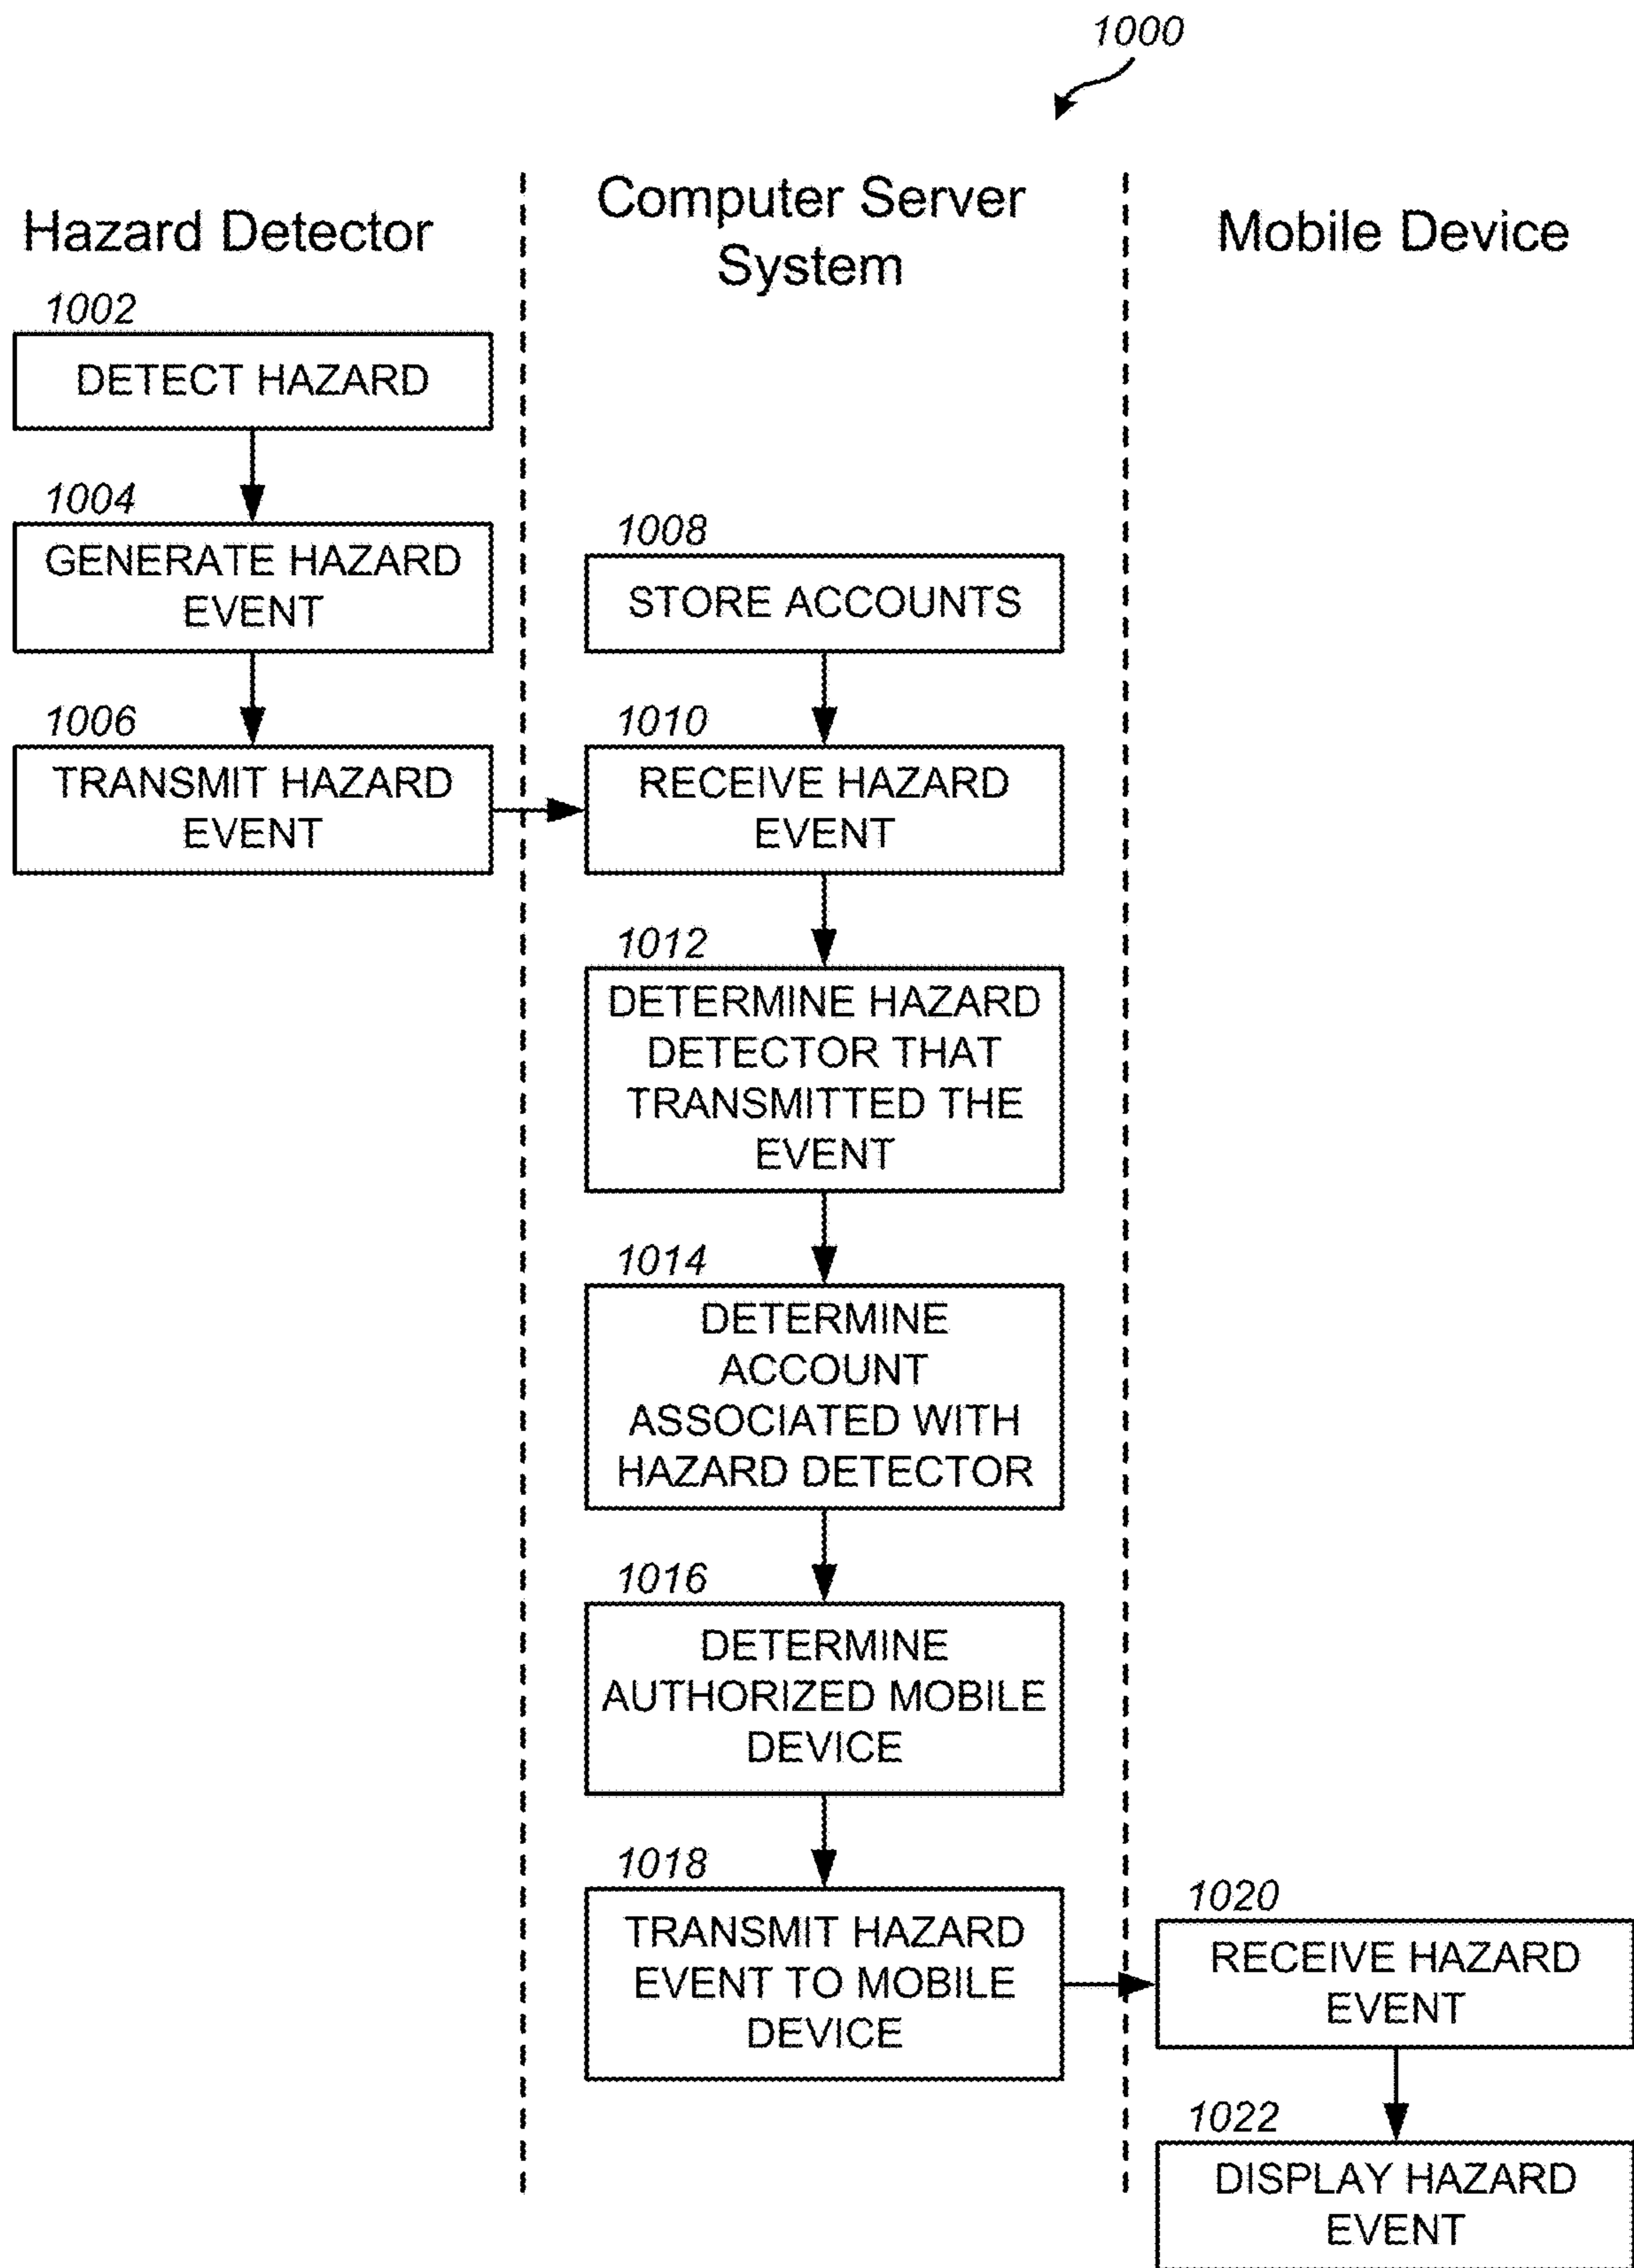 1000
Hazard Detector
Computer Server
System
Mobile Device
1002
DETECT HAZARD
1004
GENERATE HAZARD
EVENT
1006
TRANSMIT HAZARD
EVENT
1008
STORE ACCOUNTS
1010
RECEIVE HAZARD
EVENT
1012
DETERMINE HAZARD
DETECTOR THAT
TRANSMITTED THE
EVENT
1014
DETERMINE
ACCOUNT
ASSOCIATED WITH
HAZARD DETECTOR
1016
DETERMINE
AUTHORIZED MOBILE
DEVICE
1018
TRANSMIT HAZARD
EVENT TO MOBILE
DEVICE
1020
RECEIVE HAZARD
EVENT
1022
DISPLAY HAZARD
EVENT